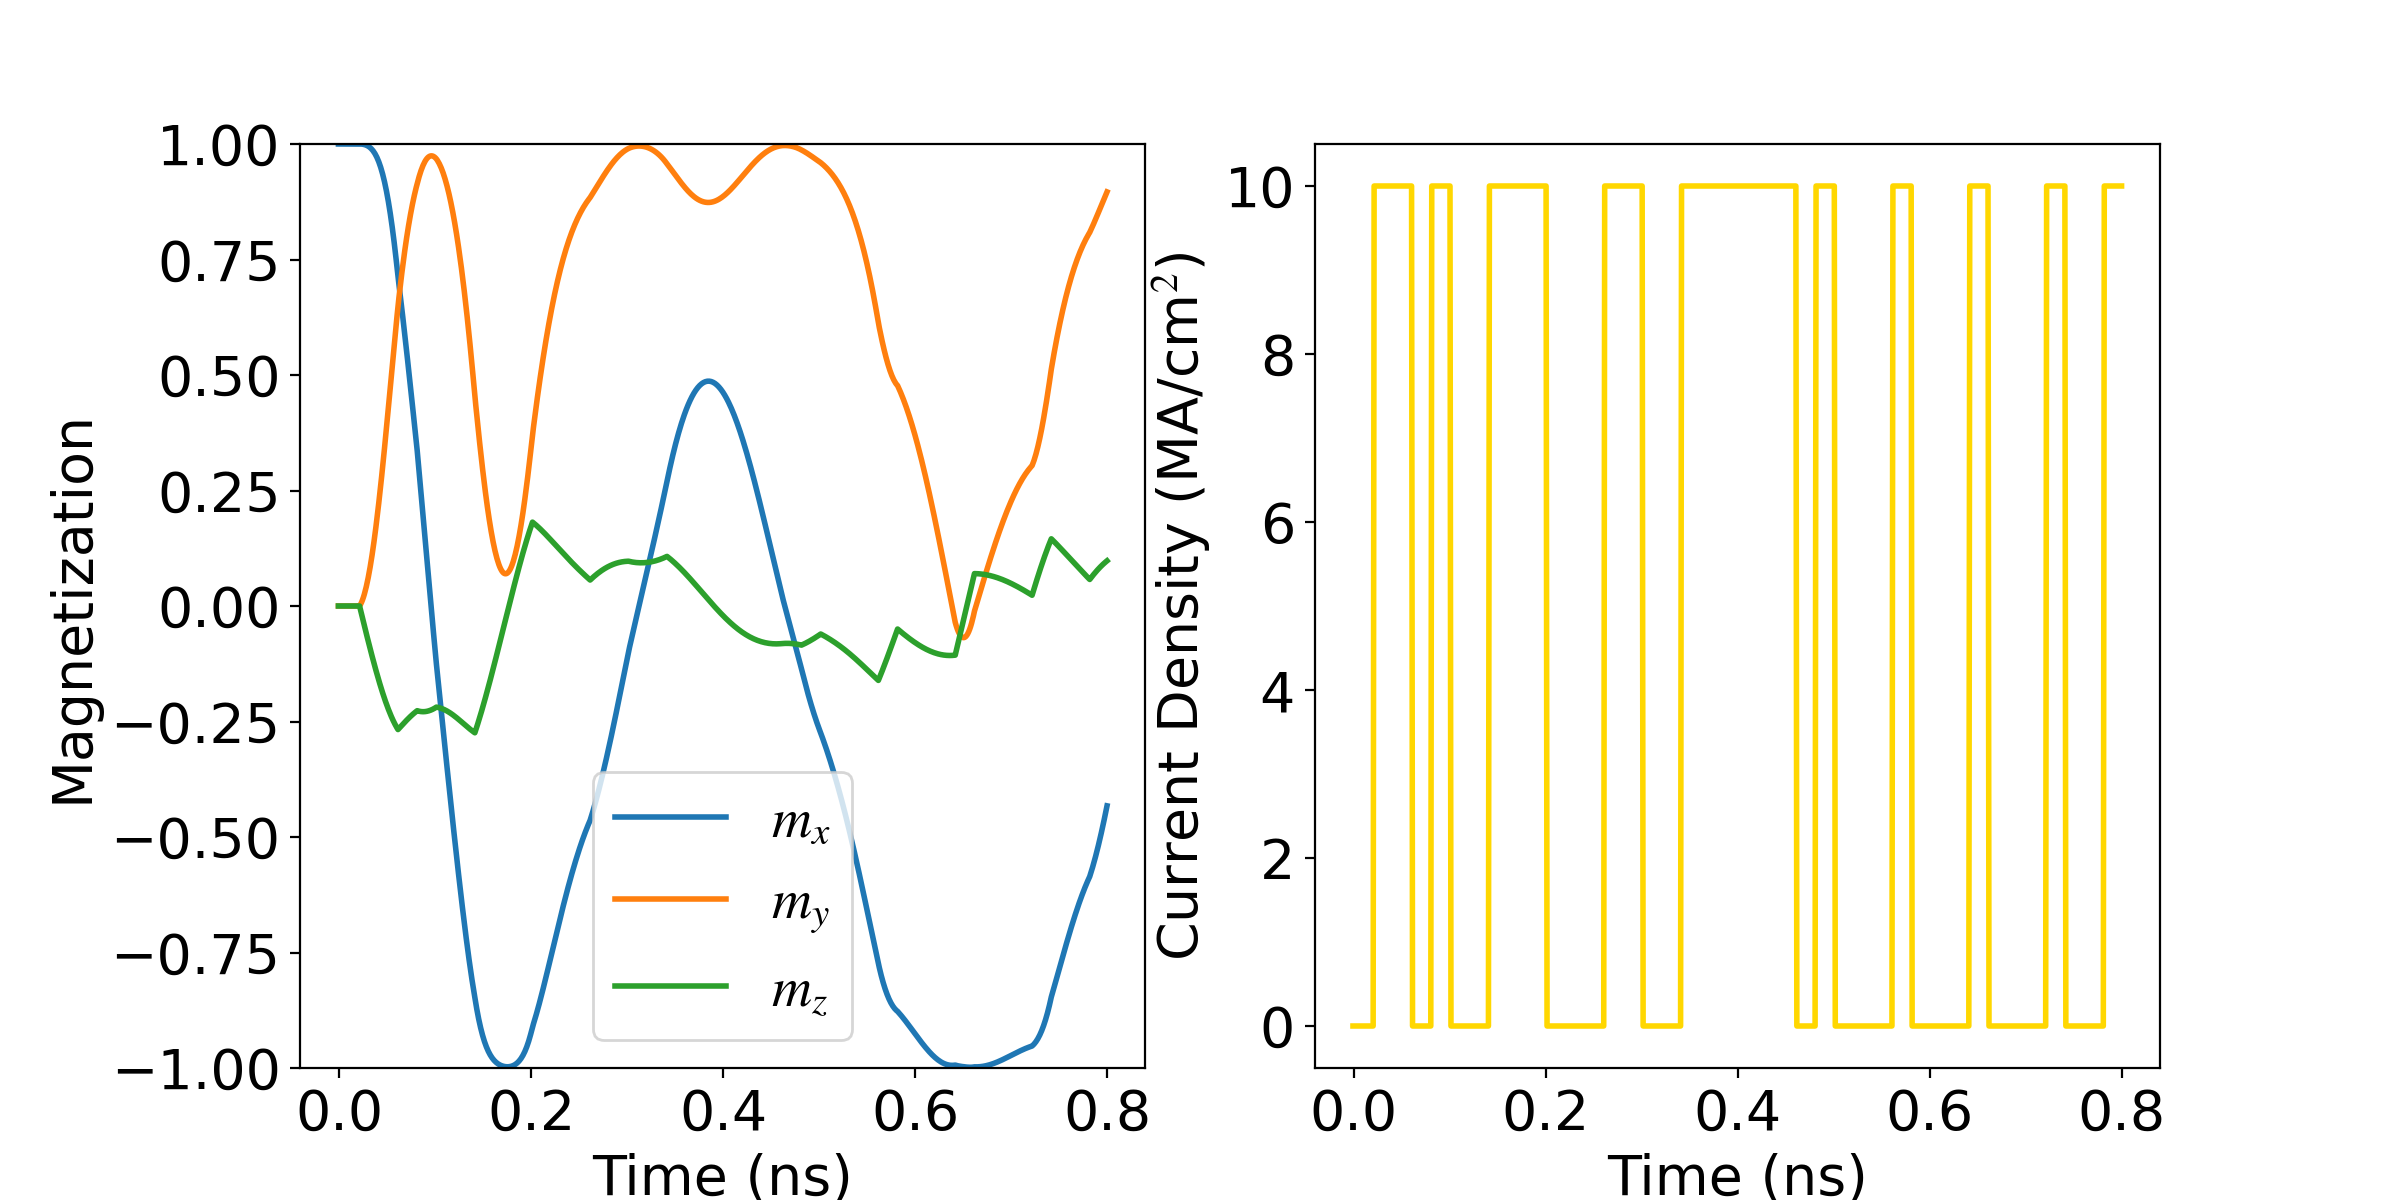 Magnetization
1.00
0.75
0.50
0.25
0.00
−0.25
−0.50
−0.75
−1.00
0.0 0.2 0.4 0.6 0.8
Time (ns)
m_x
m_y
m_z
Current Density (MA/cm²)
10
8
6
4
2
0
0.0 0.2 0.4 0.6 0.8
Time (ns)